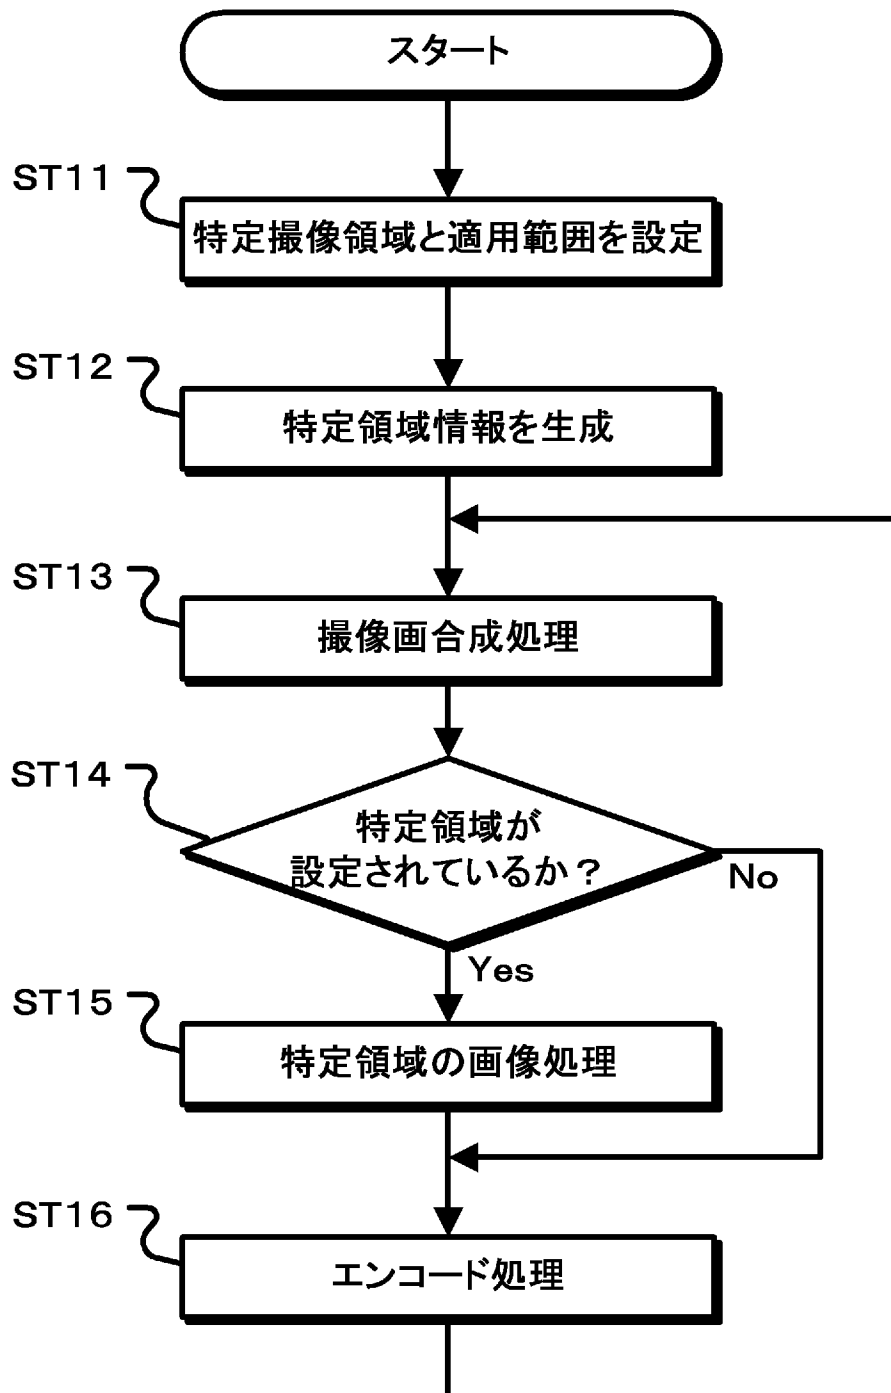 スタート
ST11
特定撮像領域と適用範囲を設定
ST12
特定領域情報を生成
ST13
撮像画合成処理
ST14
特定領域が
設定されているか？
No
Yes
ST15
特定領域の画像処理
ST16
エンコード処理